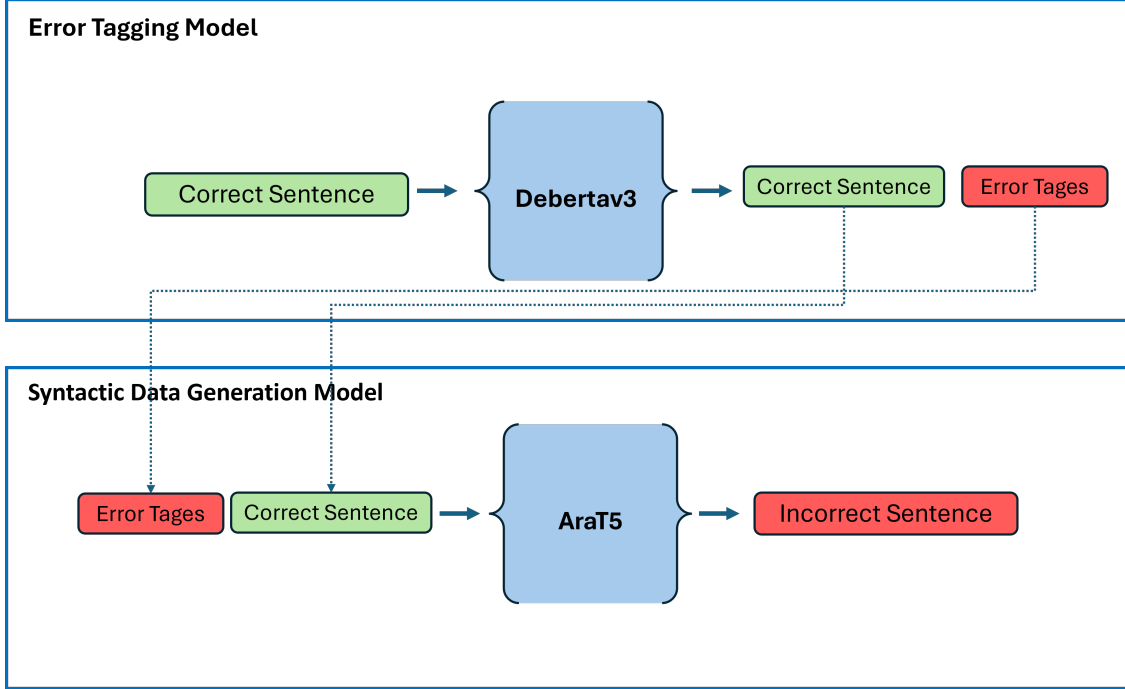 Error Tagging Model
Correct Sentence
Debertav3
Correct Sentence
Error Tages
Syntactic Data Generation Model
Error Tages
Correct Sentence
AraT5
Incorrect Sentence